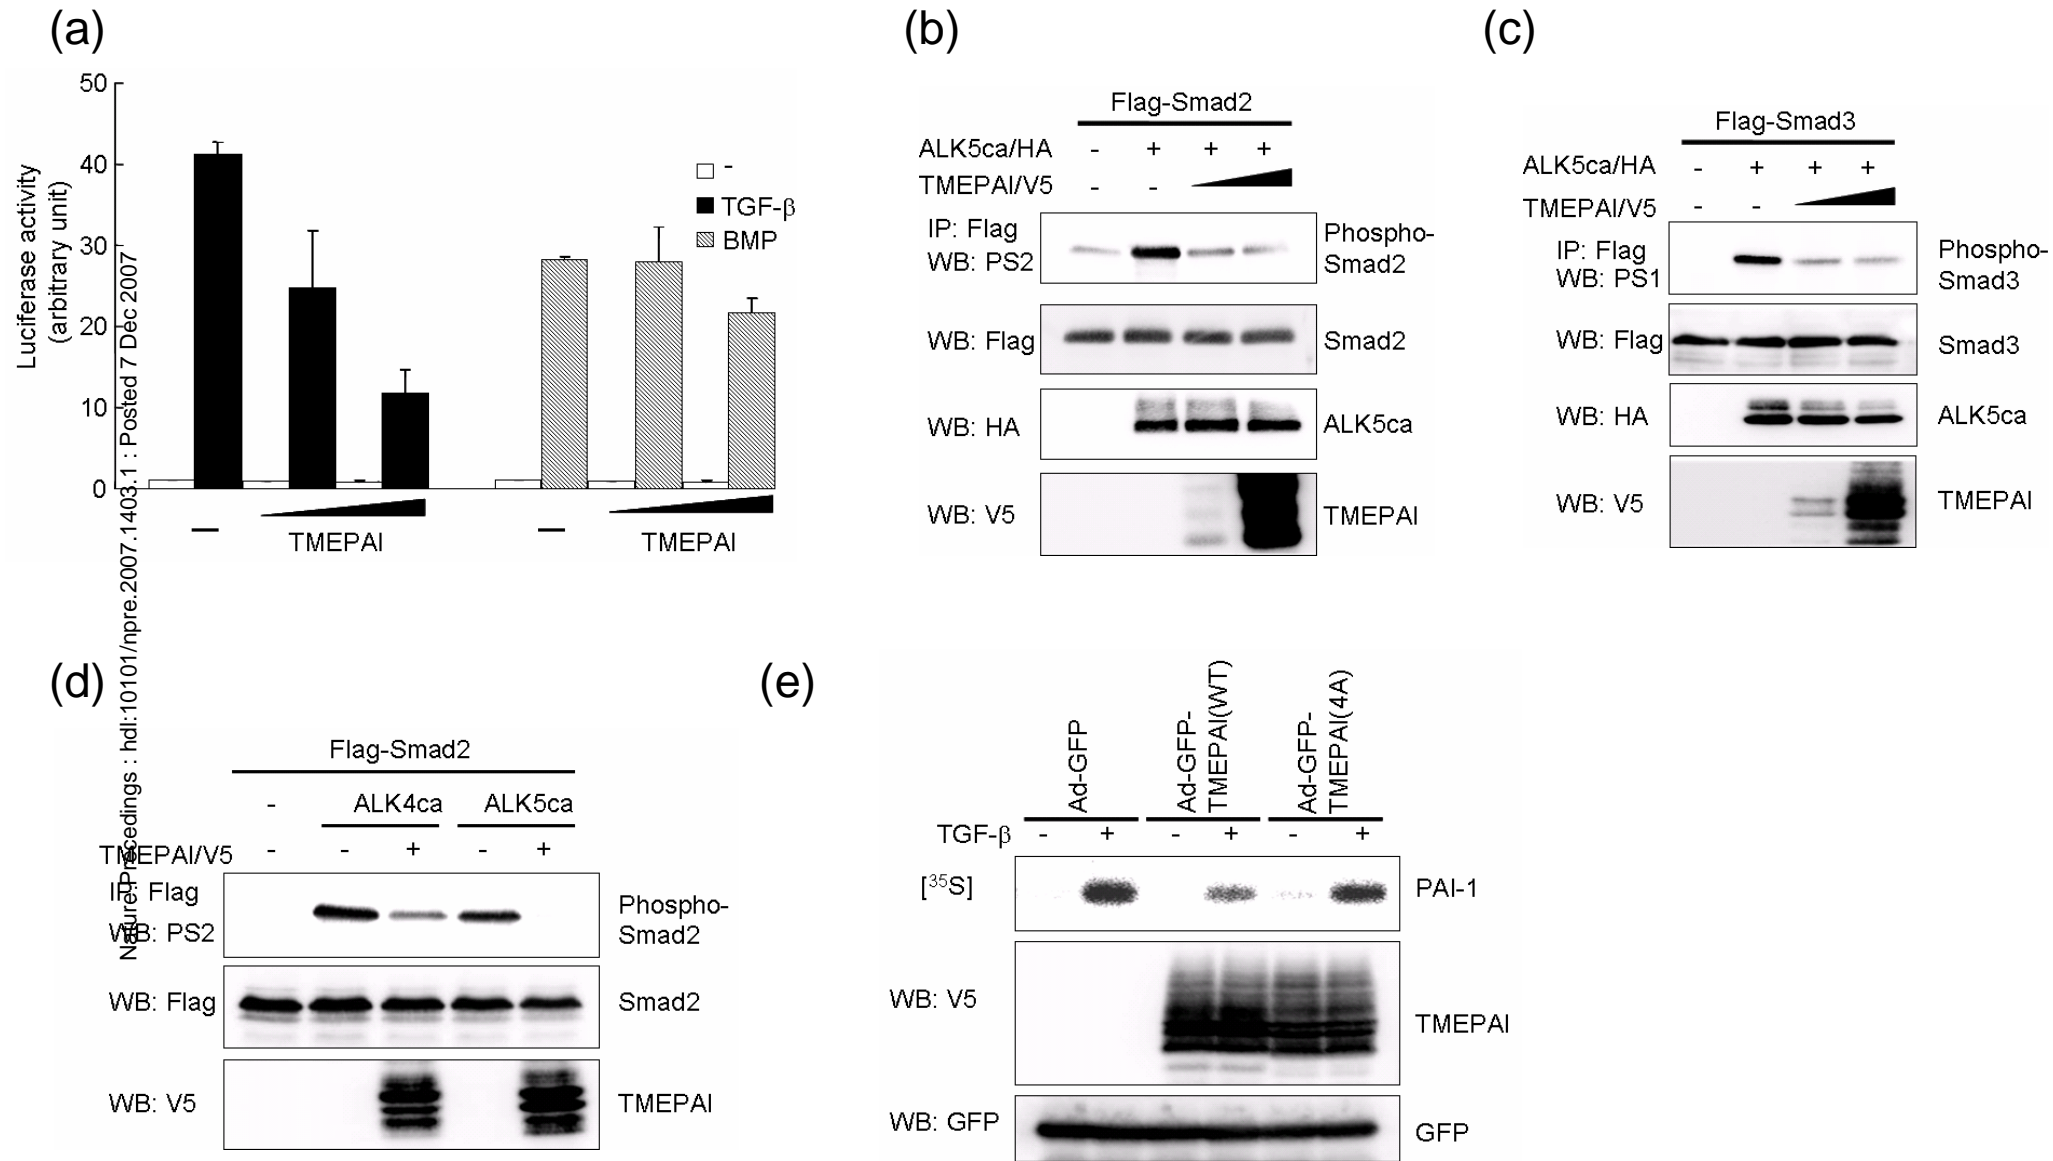 (a)
50
40
30
20
10
0
Luciferase activity
(arbitrary unit)
-
TGF-β
BMP
–
TMEPAI
–
TMEPAI
Nature Precedings : hdl:10101/npre.2007.1403.1 : Posted 7 Dec 2007
(b)
Flag-Smad2
ALK5ca/HA - + + +
TMEPAI/V5 - -
IP: Flag
WB: PS2
Phospho-
Smad2
WB: Flag Smad2
WB: HA ALK5ca
WB: V5 TMEPAI
(c)
Flag-Smad3
ALK5ca/HA - + + +
TMEPAI/V5 - -
IP: Flag
WB: PS1
Phospho-
Smad3
WB: Flag Smad3
WB: HA ALK5ca
WB: V5 TMEPAI
(d)
Flag-Smad2
- ALK4ca ALK5ca
TMEPAI/V5 - - + - +
IP: Flag
WB: PS2
Phospho-
Smad2
WB: Flag Smad2
WB: V5 TMEPAI
(e)
Ad-GFP
Ad-GFP-
TMEPAI(WT)
Ad-GFP-
TMEPAI(4A)
TGF-β - + - + - +
[³⁵S] PAI-1
WB: V5 TMEPAI
WB: GFP GFP